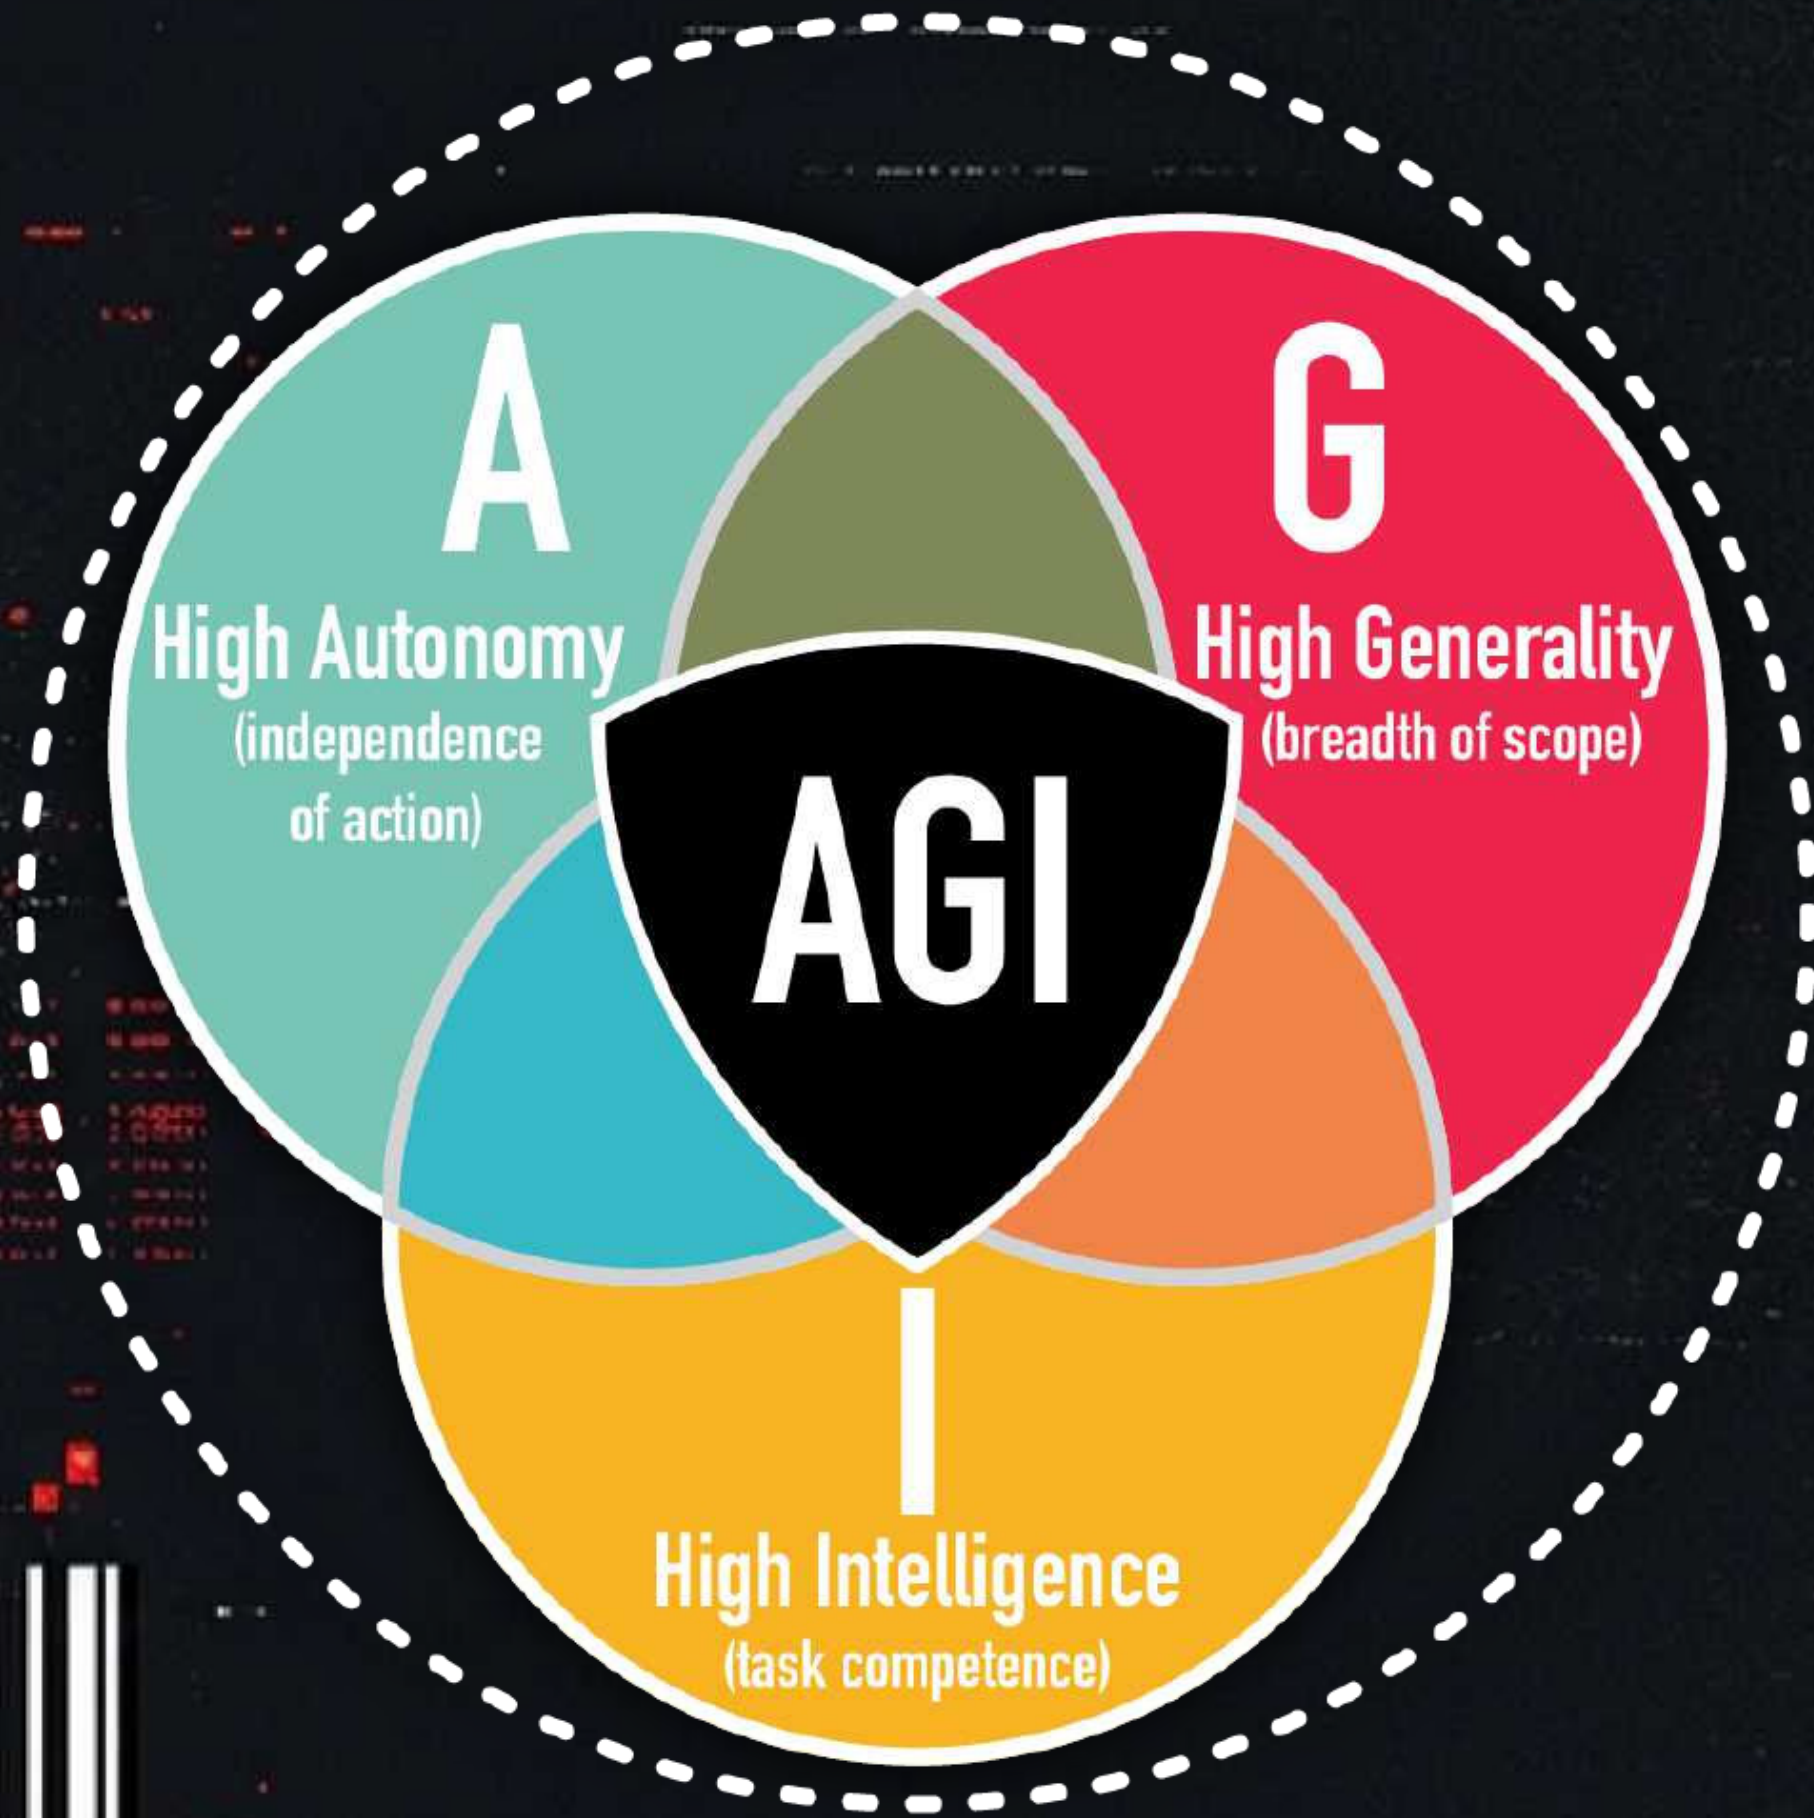 A
High Autonomy
(independence
of action)
G
High Generality
(breadth of scope)
AGI
I
High Intelligence
(task competence)